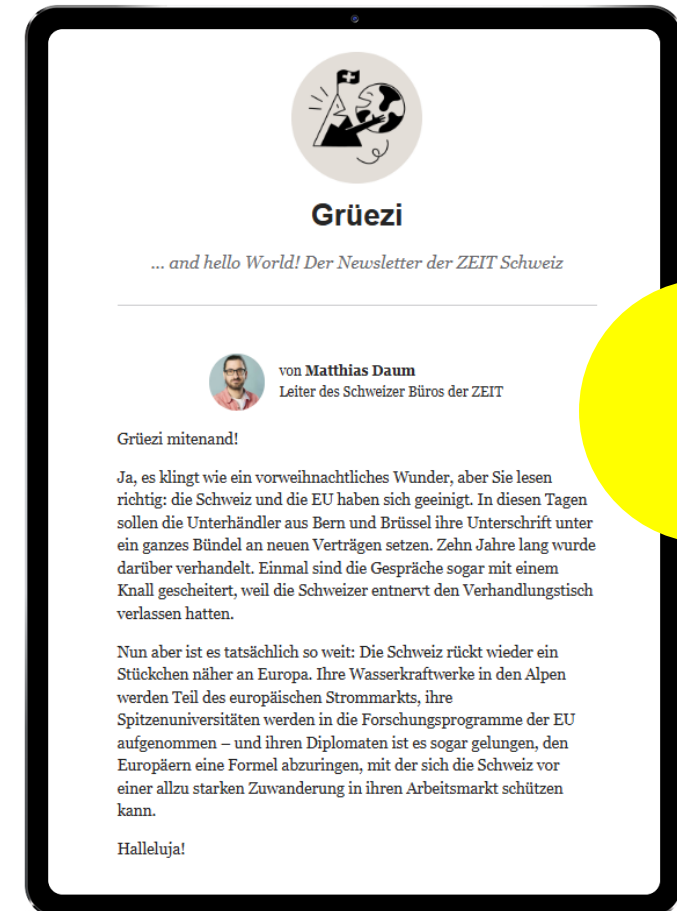 Grüezi
... and hello World! Der Newsletter der ZEIT Schweiz
von Matthias Daum
Leiter des Schweizer Büros der ZEIT
Grüezi mitenand!
Ja, es klingt wie ein vorweihnachtliches Wunder, aber Sie lesen
richtig: die Schweiz und die EU haben sich geeinigt. In diesen Tagen
sollen die Unterhändler aus Bern und Brüssel ihre Unterschrift unter
ein ganzes Bündel an neuen Verträgen setzen. Zehn Jahre lang wurde
darüber verhandelt. Einmal sind die Gespräche sogar mit einem
Knall gescheitert, weil die Schweizer entnervt den Verhandlungstisch
verlassen hatten.
Nun aber ist es tatsächlich so weit: Die Schweiz rückt wieder ein
Stückchen näher an Europa. Ihre Wasserkraftwerke in den Alpen
werden Teil des europäischen Strommarkts, ihre
Spitzenuniversitäten werden in die Forschungsprogramme der EU
aufgenommen – und ihren Diplomaten ist es sogar gelungen, den
Europäern eine Formel abzuringen, mit der sich die Schweiz vor
einer allzu starken Zuwanderung in ihren Arbeitsmarkt schützen
kann.
Halleluja!